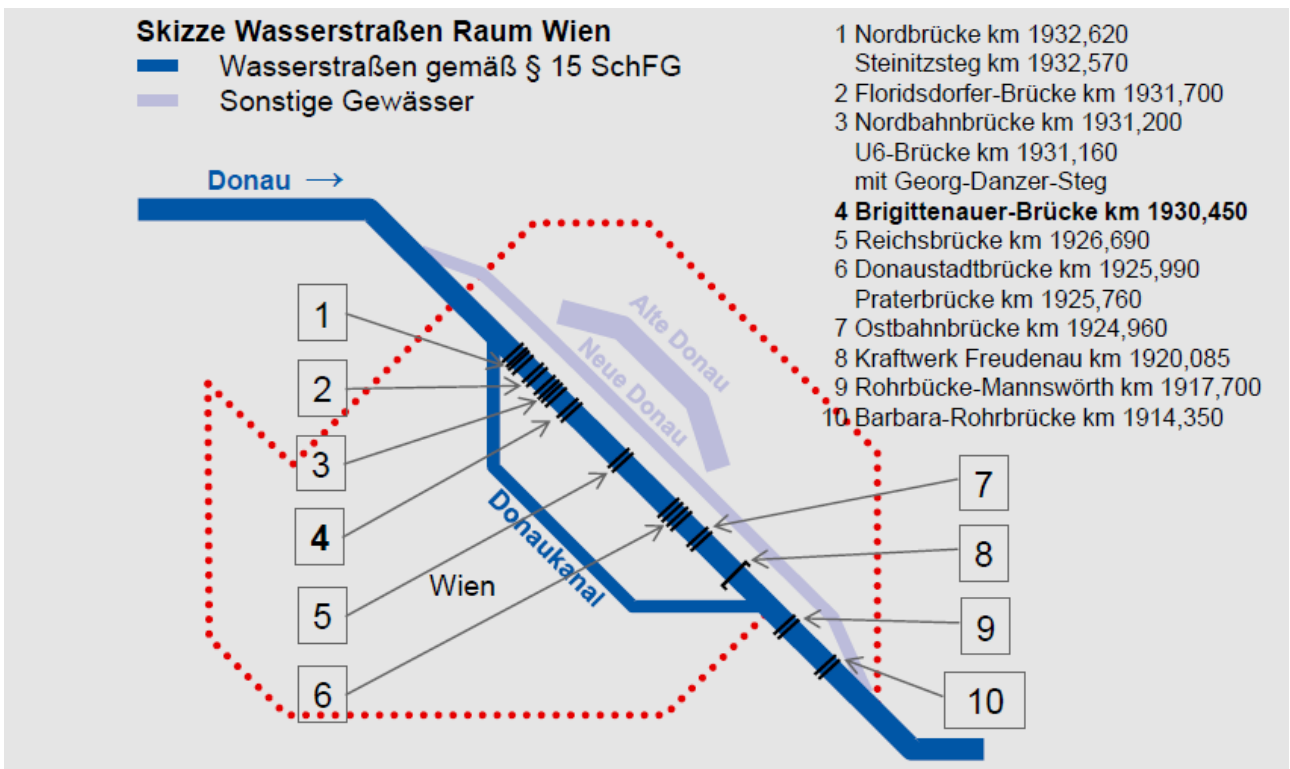 Skizze Wasserstraßen Raum Wien
Wasserstraßen gemäß § 15 SchFG
Sonstige Gewässer
1 Nordbrücke km 1932,620
Steinitzsteg km 1932,570
2 Floridsdorfer-Brücke km 1931,700
3 Nordbahnbrücke km 1931,200
U6-Brücke km 1931,160
mit Georg-Danzer-Steg
4 Brigittenauer-Brücke km 1930,450
5 Reichsbrücke km 1926,690
6 Donaustadtbrücke km 1925,990
Praterbrücke km 1925,760
7 Ostbahnbrücke km 1924,960
8 Kraftwerk Freudenau km 1920,085
9 Rohrbücke-Mannswörth km 1917,700
10 Barbara-Rohrbrücke km 1914,350
Donau →
Alte Donau
Neue Donau
Donaukanal
Wien
1
2
3
4
5
6
7
8
9
10